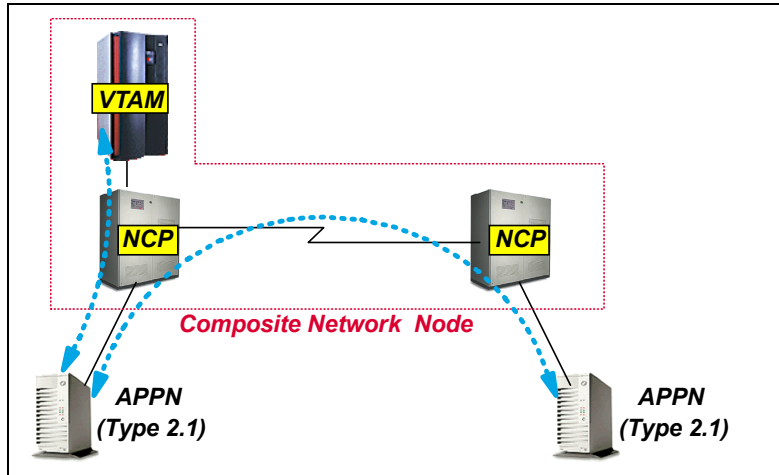 VTAM
NCP
NCP
Composite Network Node
APPN
(Type 2.1)
APPN
(Type 2.1)